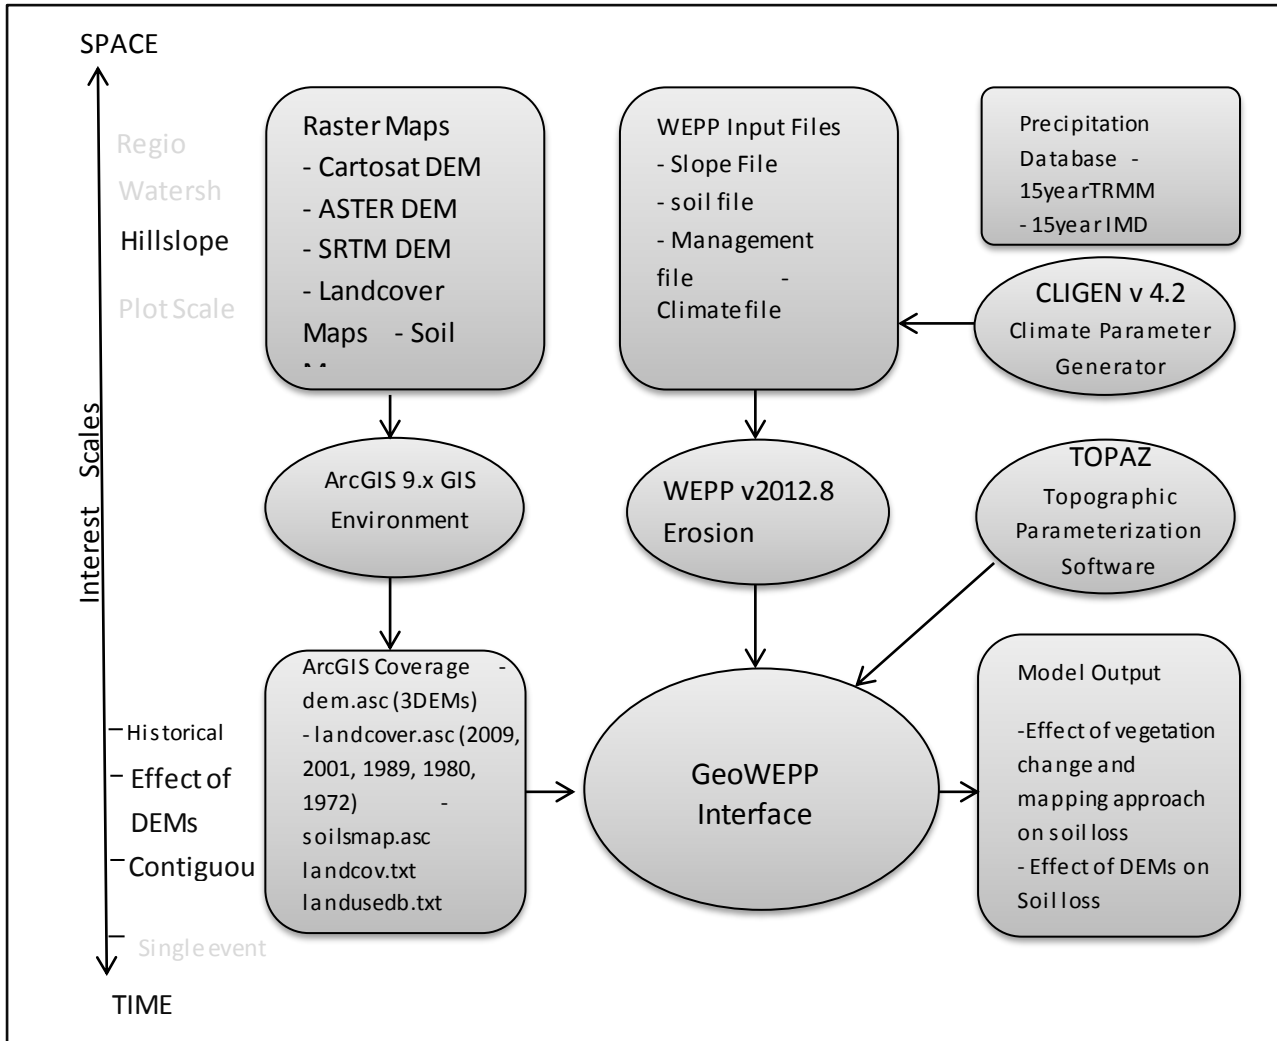 SPACE
Regio
Watersh
Hillslope
Plot Scale
Interest Scales
Historical
Effect of
DEMs
Contiguou
Single event
TIME
Raster Maps
- Cartosat DEM
- ASTER DEM
- SRTM DEM
- Landcover
Maps - Soil
ArcGIS 9.x GIS
Environment
ArcGIS Coverage -
dem.asc (3DEMs)
- landcover.asc (2009,
2001, 1989, 1980,
1972) -
soilsmap.asc
landcov.txt
landusedb.txt
WEPP Input Files
- Slope File
- soil file
- Management
file -
Climate file
WEPP v2012.8
Erosion
GeoWEPP
Interface
Precipitation
Database -
15yearTRMM
- 15year IMD
CLIGEN v 4.2
Climate Parameter
Generator
TOPAZ
Topographic
Parameterization
Software
Model Output
-Effect of vegetation
change and
mapping approach
on soil loss
- Effect of DEMs on
Soil loss